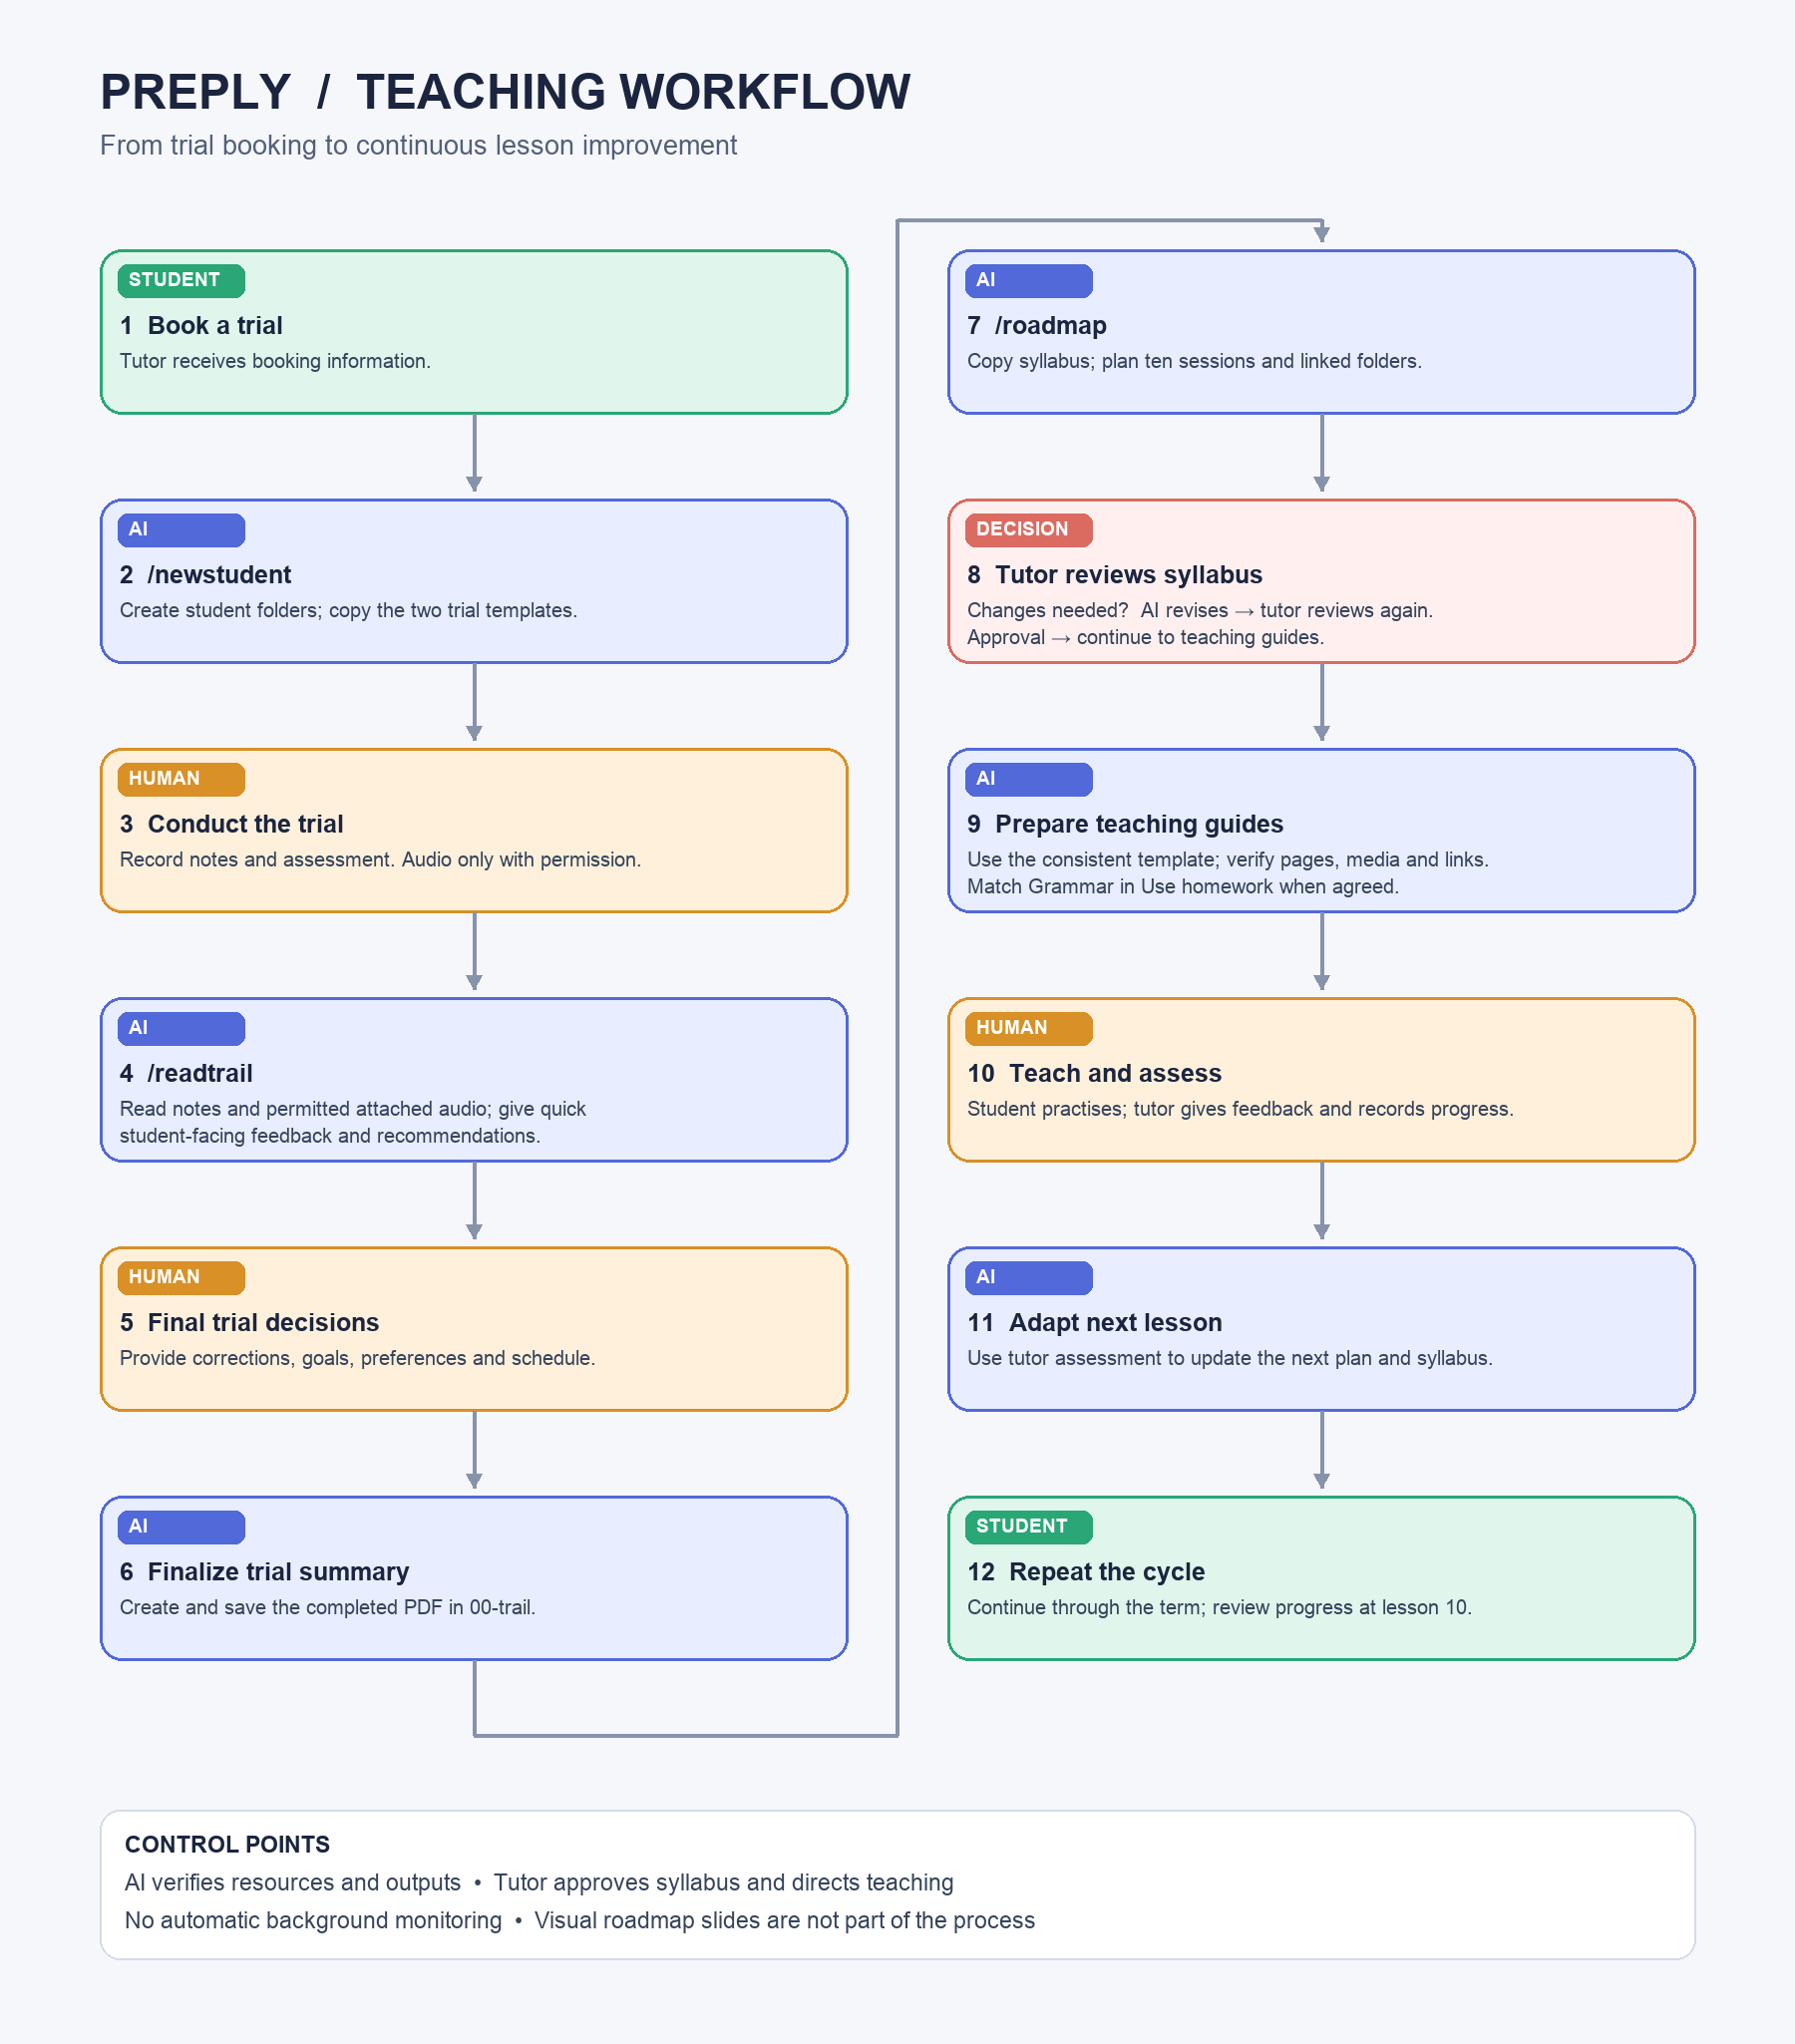 PREPLY / TEACHING WORKFLOW
From trial booking to continuous lesson improvement
STUDENT
1 Book a trial
Tutor receives booking information.
AI
2 /newstudent
Create student folders; copy the two trial templates.
HUMAN
3 Conduct the trial
Record notes and assessment. Audio only with permission.
AI
4 /readtrail
Read notes and permitted attached audio; give quick
student-facing feedback and recommendations.
HUMAN
5 Final trial decisions
Provide corrections, goals, preferences and schedule.
AI
6 Finalize trial summary
Create and save the completed PDF in 00-trail.
AI
7 /roadmap
Copy syllabus; plan ten sessions and linked folders.
DECISION
8 Tutor reviews syllabus
Changes needed? AI revises → tutor reviews again.
Approval → continue to teaching guides.
AI
9 Prepare teaching guides
Use the consistent template; verify pages, media and links.
Match Grammar in Use homework when agreed.
HUMAN
10 Teach and assess
Student practises; tutor gives feedback and records progress.
AI
11 Adapt next lesson
Use tutor assessment to update the next plan and syllabus.
STUDENT
12 Repeat the cycle
Continue through the term; review progress at lesson 10.
CONTROL POINTS
AI verifies resources and outputs • Tutor approves syllabus and directs teaching
No automatic background monitoring • Visual roadmap slides are not part of the process